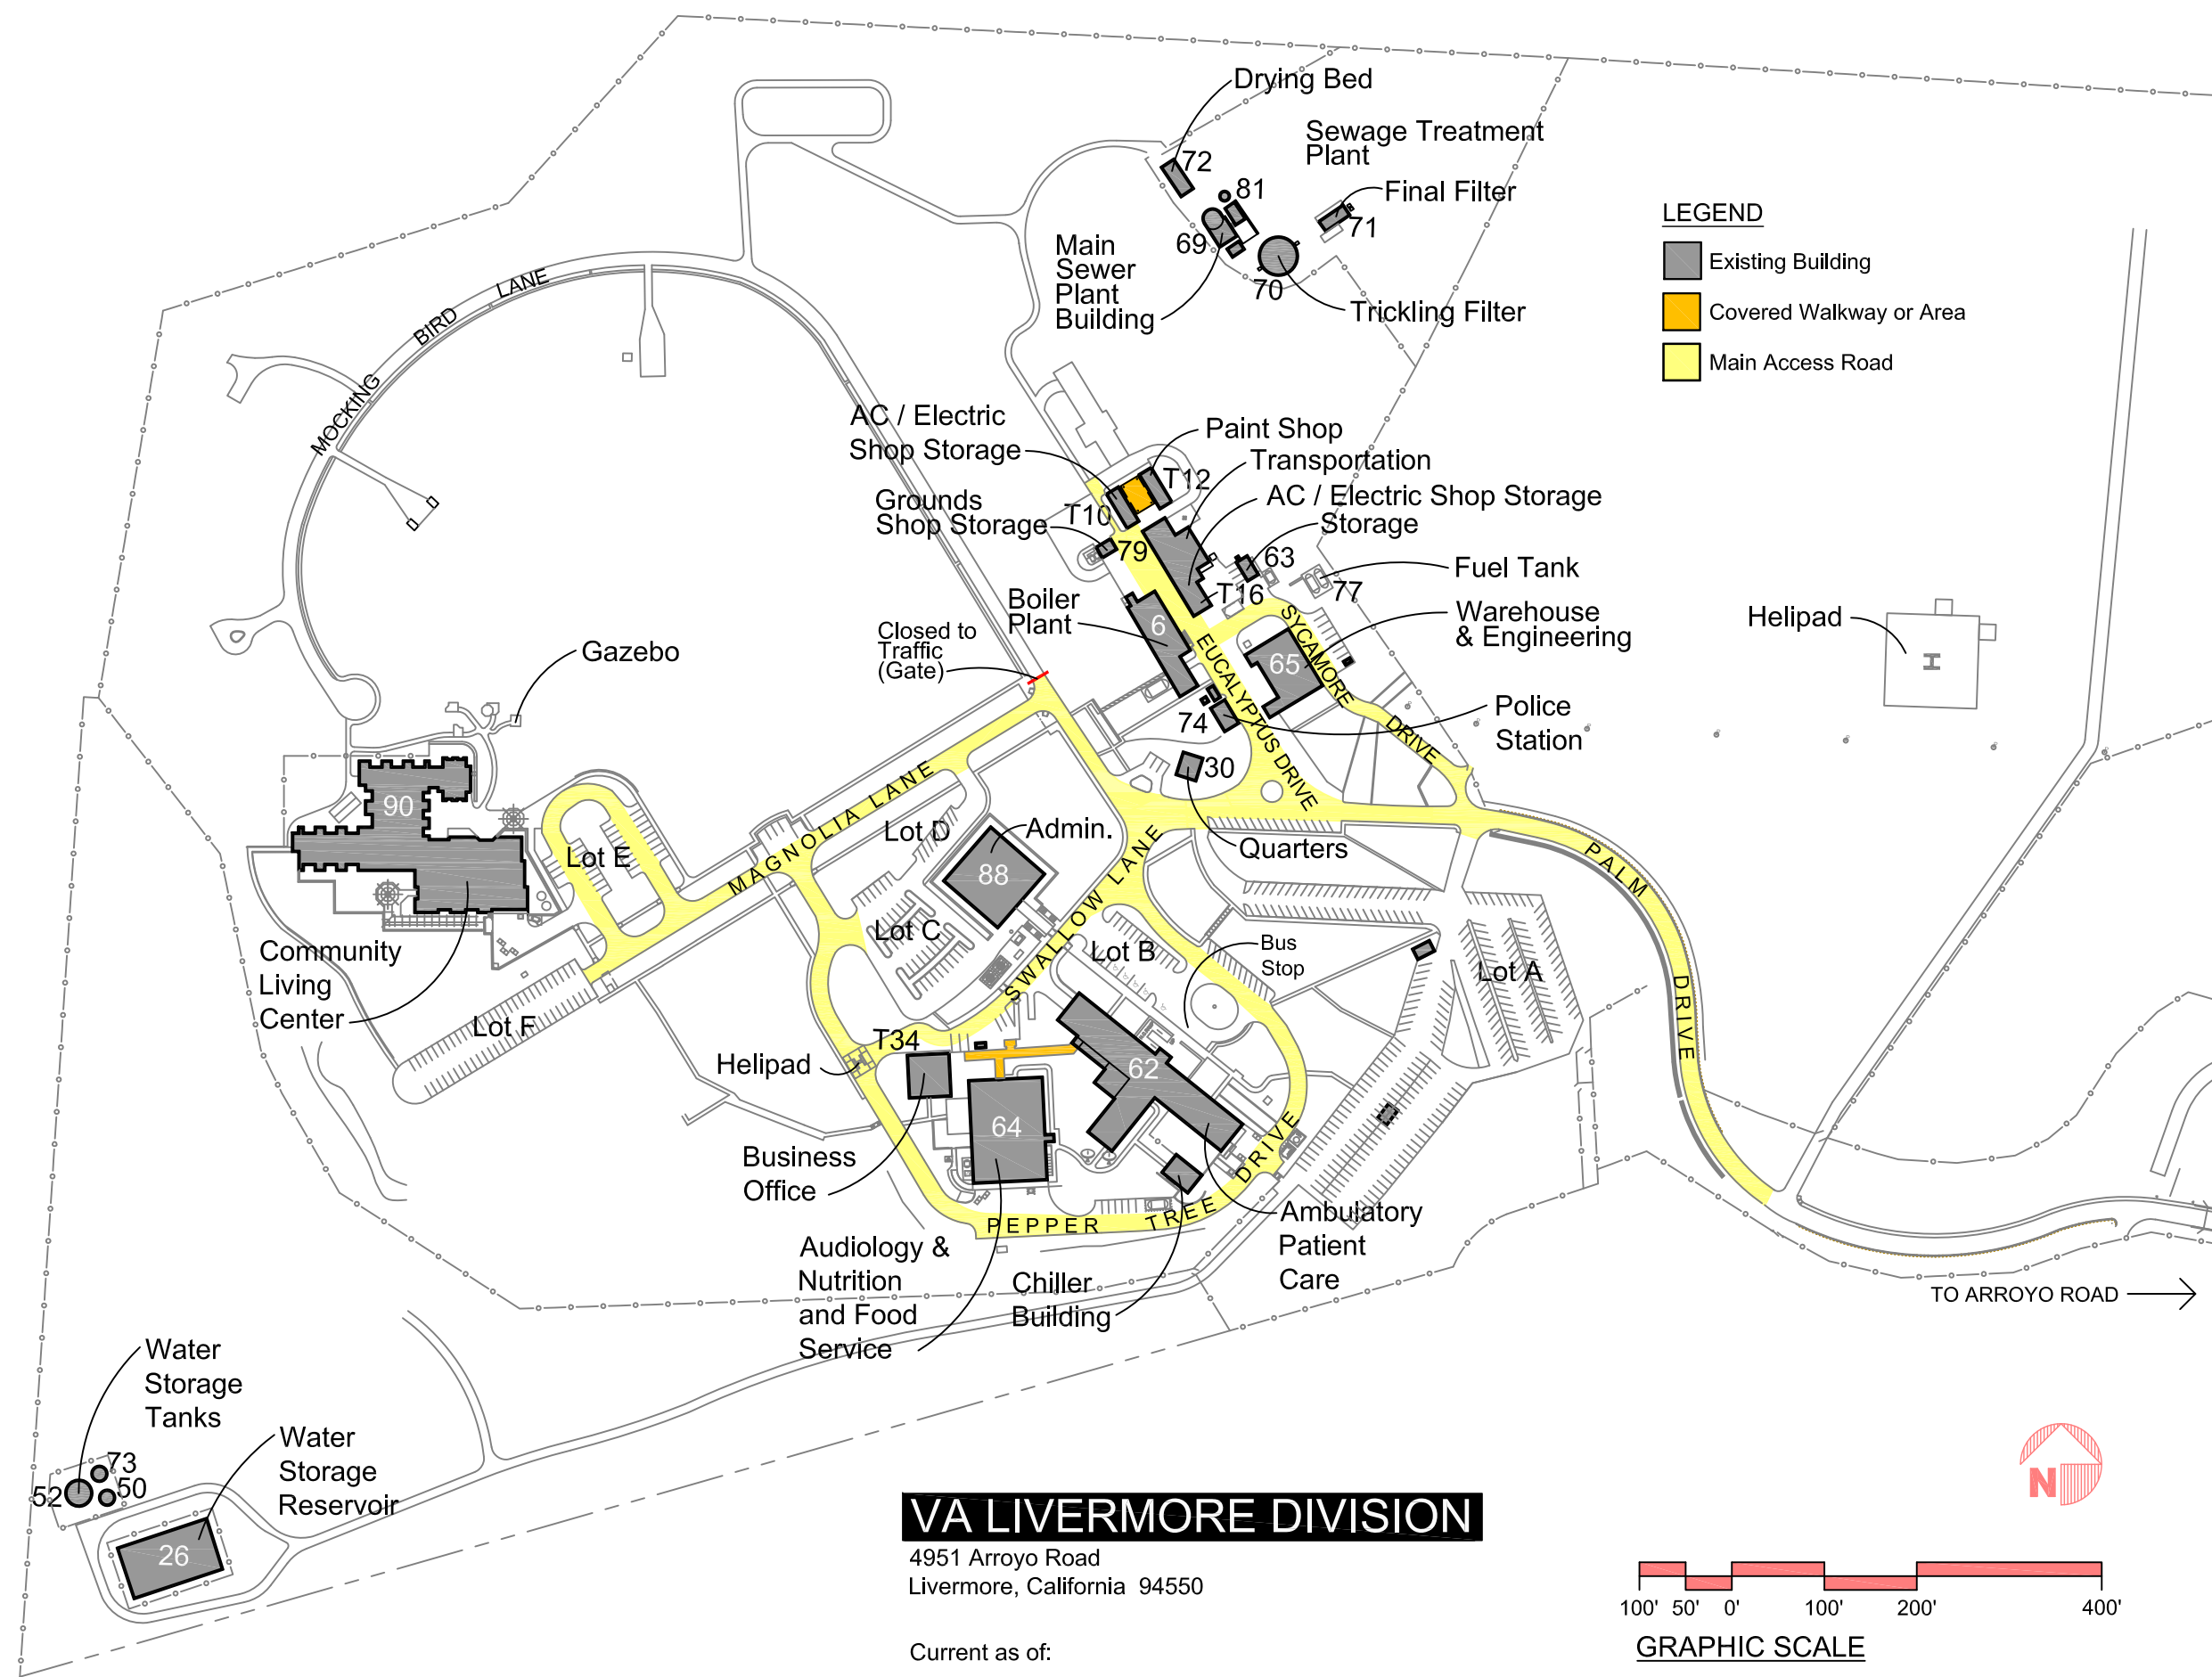 Drying Bed
Sewage Treatment
Plant
72
81
Final Filter
71
69
Main
Sewer
Plant
Building
70
Trickling Filter
LEGEND
Existing Building
Covered Walkway or Area
Main Access Road
MOCKING BIRD LANE
AC / Electric
Shop Storage
Paint Shop
Transportation
T12
AC / Electric Shop Storage
Grounds
Shop Storage
T10
Storage
79
63
Fuel Tank
77
T16
Boiler
Plant
6
Warehouse
& Engineering
65
SYCAMORE DRIVE
EUCALYPTUS DRIVE
Closed to
Traffic
(Gate)
Gazebo
Helipad
H
Police
Station
74
30
Quarters
90
Lot E
MAGNOLIA LANE
Lot D
Admin.
88
SWALLOW LANE
PALM DRIVE
Lot C
Lot B
Bus
Stop
Lot A
Community
Living
Center
Lot F
T34
Helipad
H
62
64
Business
Office
PEPPER TREE DRIVE
Ambulatory
Patient
Care
Audiology &
Nutrition
and Food
Service
Chiller
Building
TO ARROYO ROAD
Water
Storage
Tanks
73
50
52
Water
Storage
Reservoir
26
VA LIVERMORE DIVISION
4951 Arroyo Road
Livermore, California 94550
Current as of:
N
100' 50' 0' 100' 200' 400'
GRAPHIC SCALE